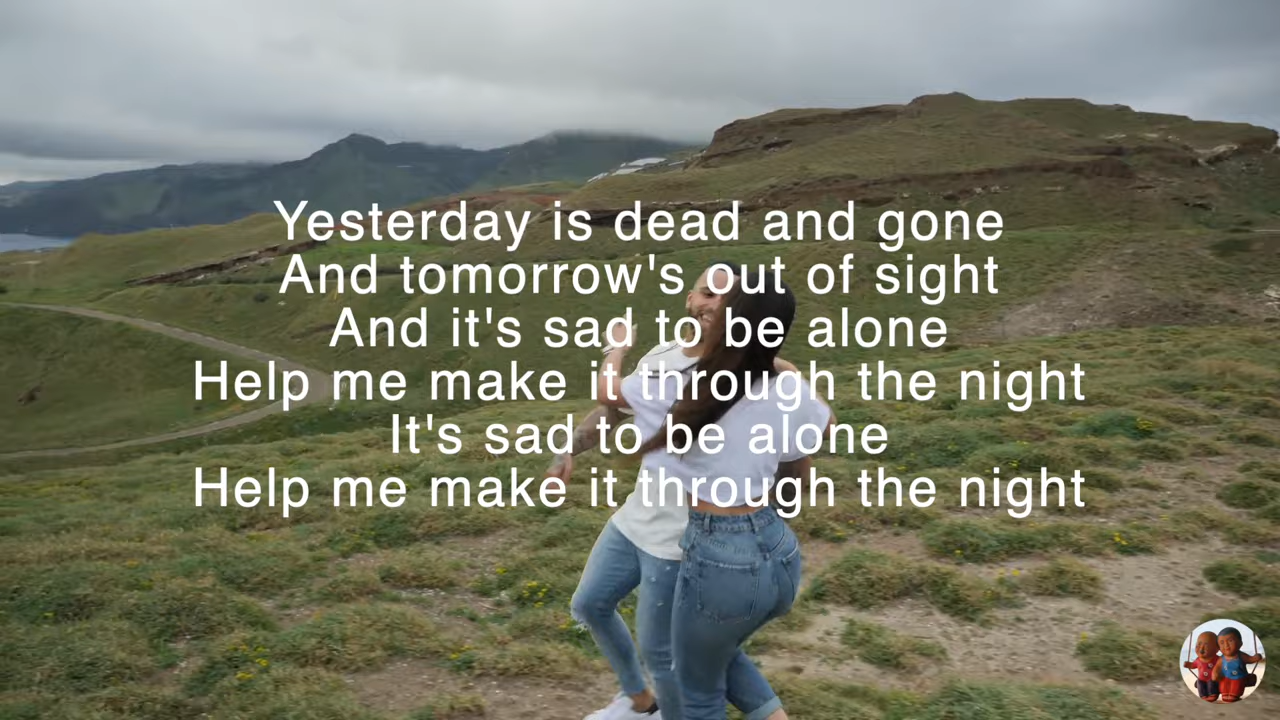 Yesterday is dead and gone
And tomorrow's out of sight
And it's sad to be alone
Help me make it through the night
It's sad to be alone
Help me make it through the night